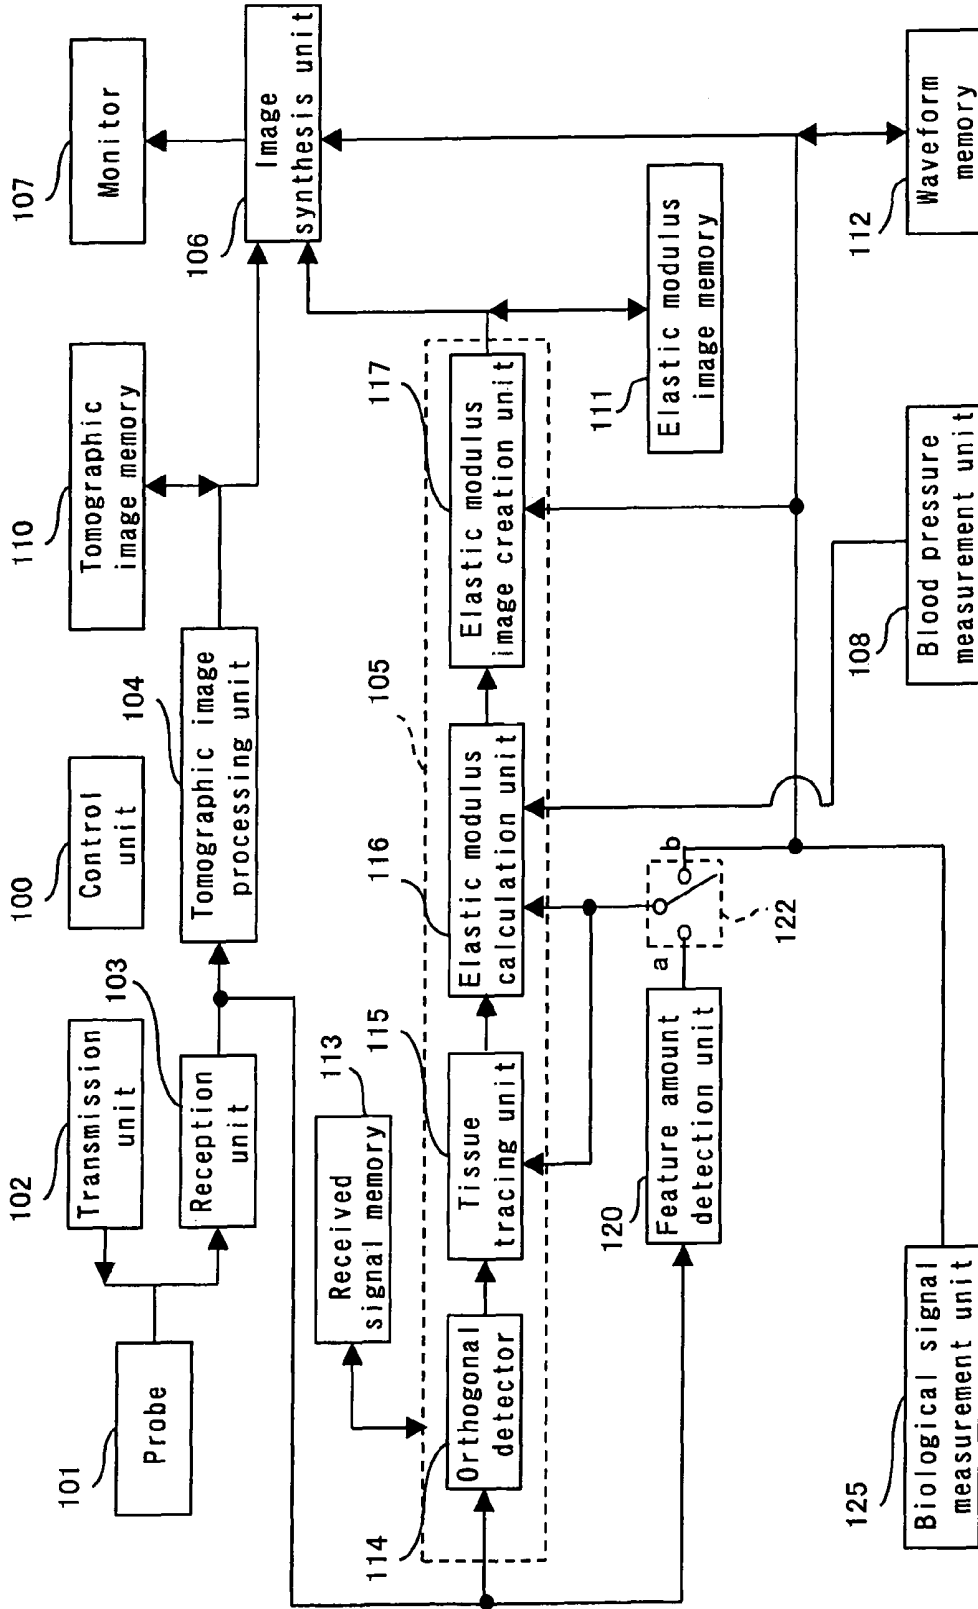 100
Control
unit
101
Probe
102
Transmission
unit
103
Reception
unit
104
Tomographic image
processing unit
110
Tomographic
image memory
107
Monitor
106
Image
synthesis unit
113
Received
signal memory
105
114
Orthogonal
detector
115
Tissue
tracing unit
116
Elastic modulus
calculation unit
117
Elastic modulus
image creation unit
111
Elastic modulus
image memory
120
Feature amount
detection unit
a
b
122
125
Biological signal
measurement unit
108
Blood pressure
measurement unit
112
Waveform
memory